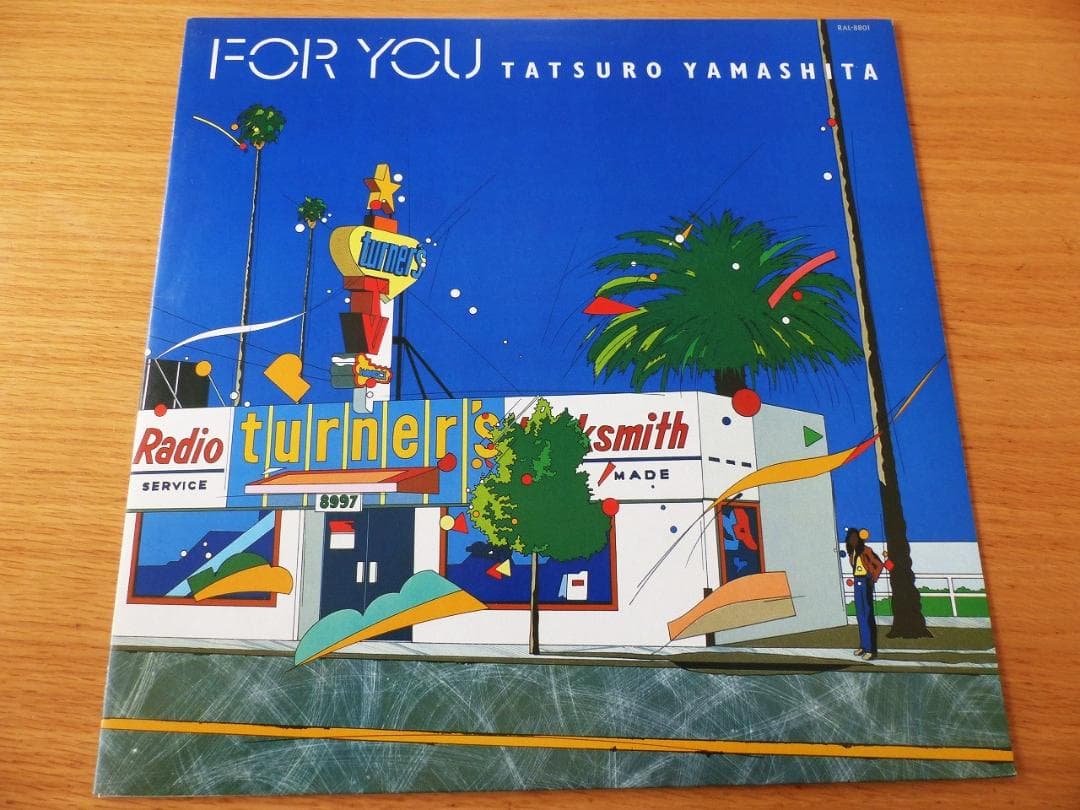 RAL-8801
FOR YOU TATSURO YAMASHITA
turner's
TV
Radio turner's ksmith
SERVICE MADE
8997